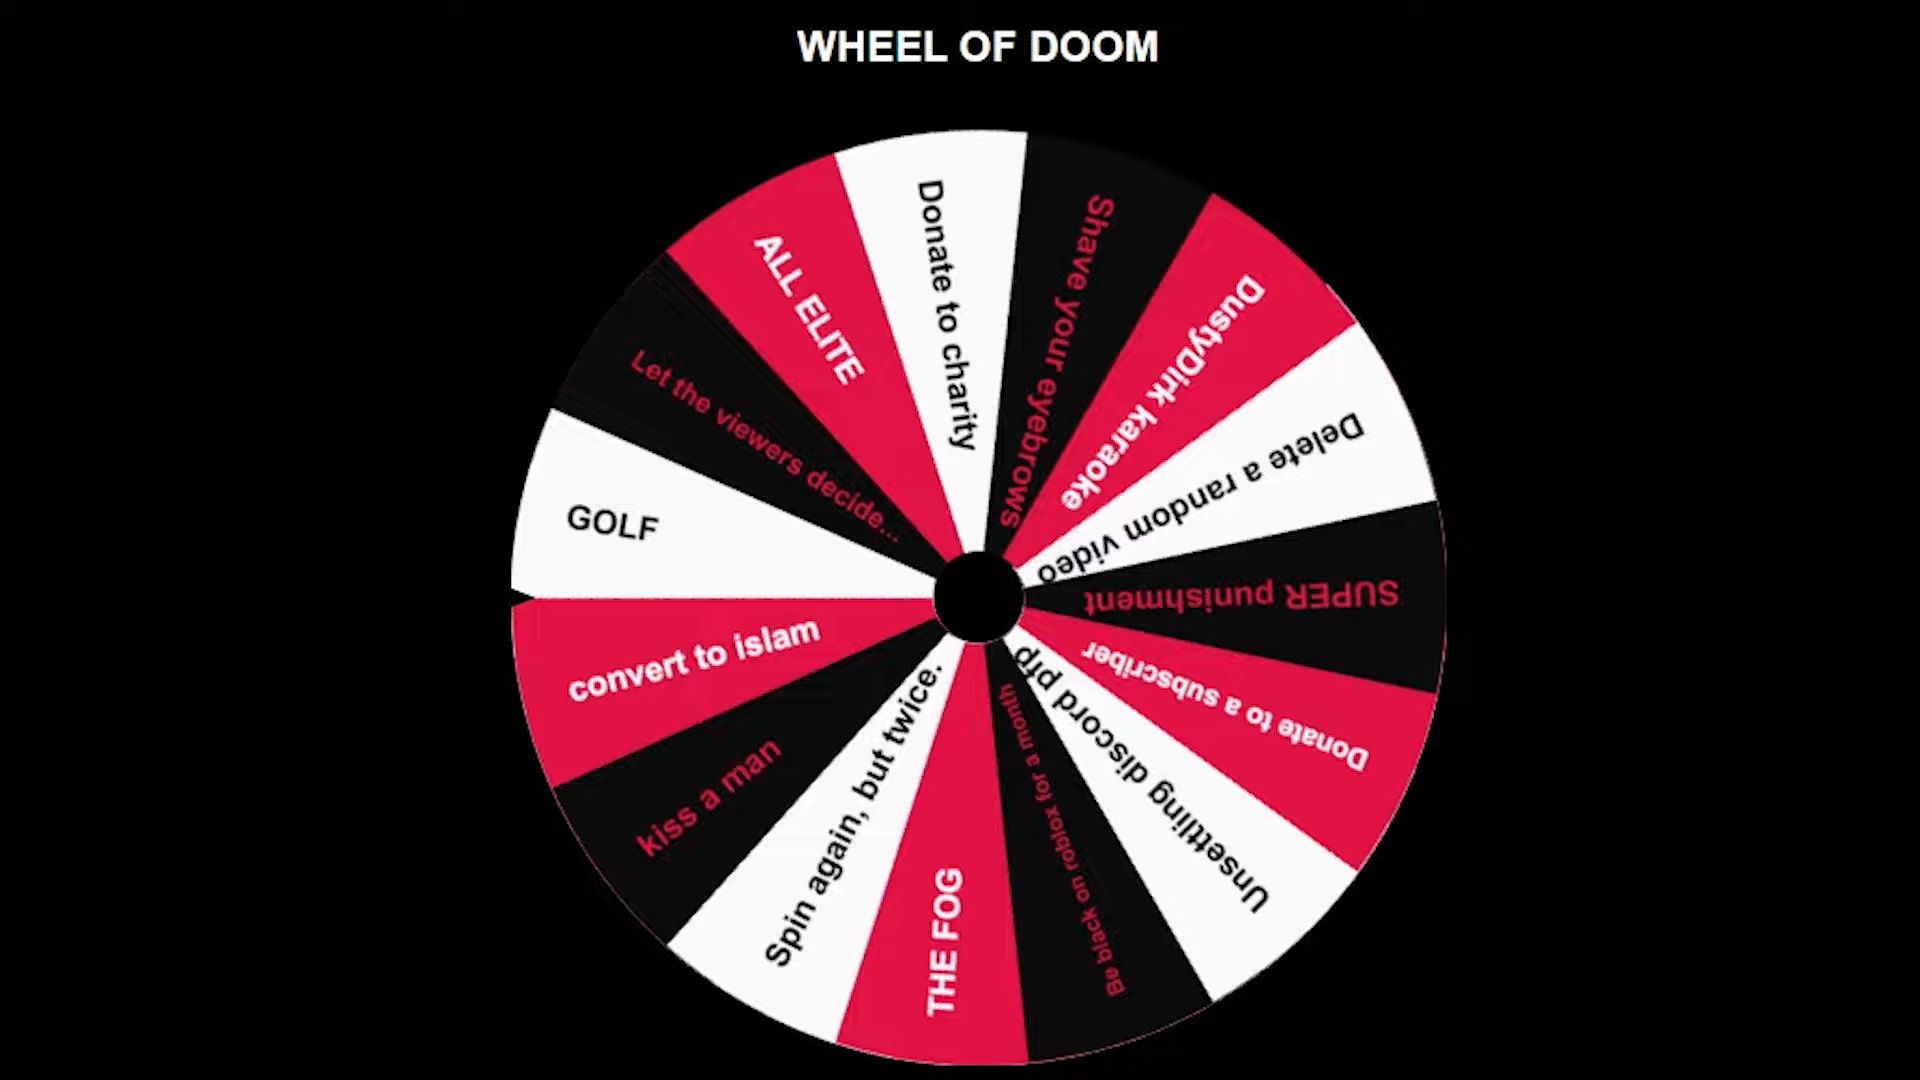 WHEEL OF DOOM
Donate to charity
Shave your eyebrows
DustyDirk karaoke
Delete a random video
SUPER punishment
Donate to a subscriber
Unsettling discord pfp
Be black on roblox for a month
THE FOG
Spin again, but twice.
kiss a man
convert to islam
GOLF
Let the viewers decide...
ALL ELITE